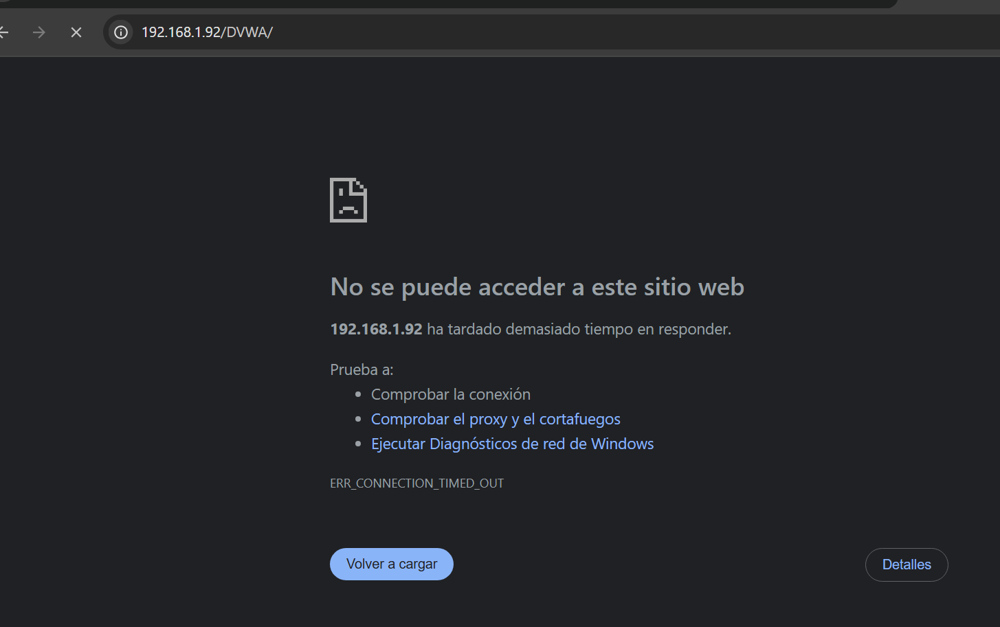 192.168.1.92/DVWA/
No se puede acceder a este sitio web
192.168.1.92 ha tardado demasiado tiempo en responder.
Prueba a:
Comprobar la conexión
Comprobar el proxy y el cortafuegos
Ejecutar Diagnósticos de red de Windows
ERR_CONNECTION_TIMED_OUT
Volver a cargar
Detalles